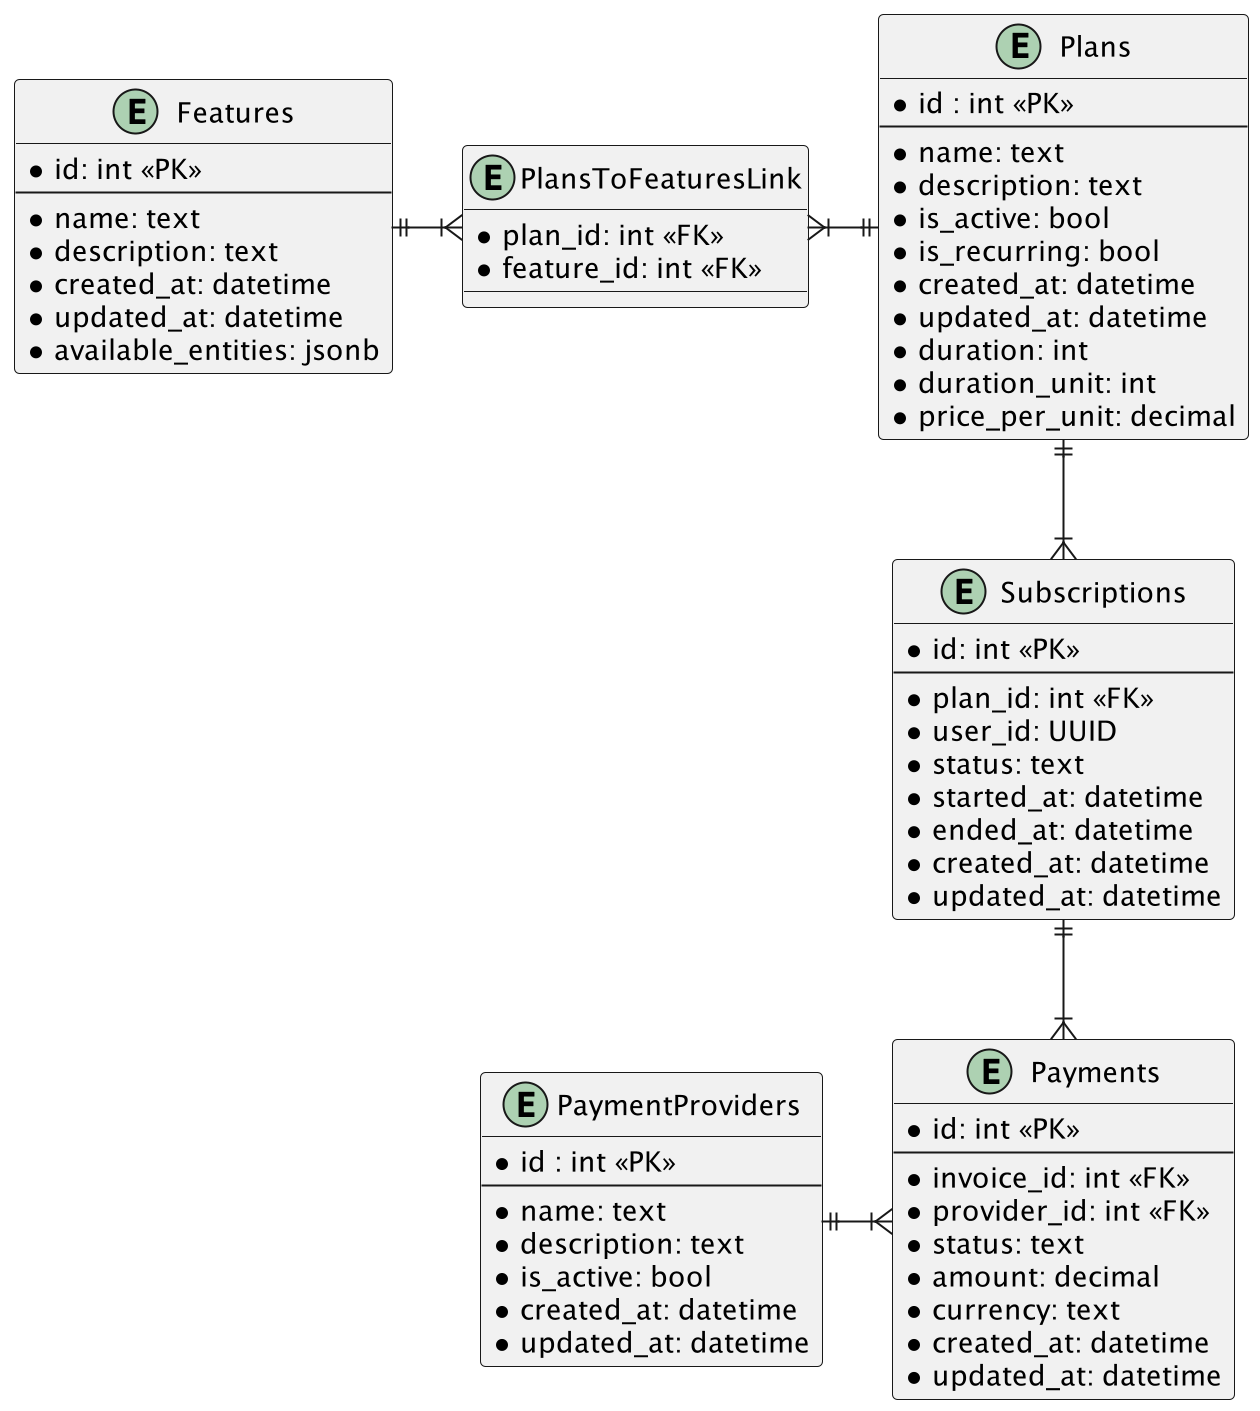 E Features
id: int «PK»
name: text
description: text
created_at: datetime
updated_at: datetime
available_entities: jsonb
E PlansToFeaturesLink
plan_id: int «FK»
feature_id: int «FK»
E Plans
id : int «PK»
name: text
description: text
is_active: bool
is_recurring: bool
created_at: datetime
updated_at: datetime
duration: int
duration_unit: int
price_per_unit: decimal
E Subscriptions
id: int «PK»
plan_id: int «FK»
user_id: UUID
status: text
started_at: datetime
ended_at: datetime
created_at: datetime
updated_at: datetime
E PaymentProviders
id : int «PK»
name: text
description: text
is_active: bool
created_at: datetime
updated_at: datetime
E Payments
id: int «PK»
invoice_id: int «FK»
provider_id: int «FK»
status: text
amount: decimal
currency: text
created_at: datetime
updated_at: datetime